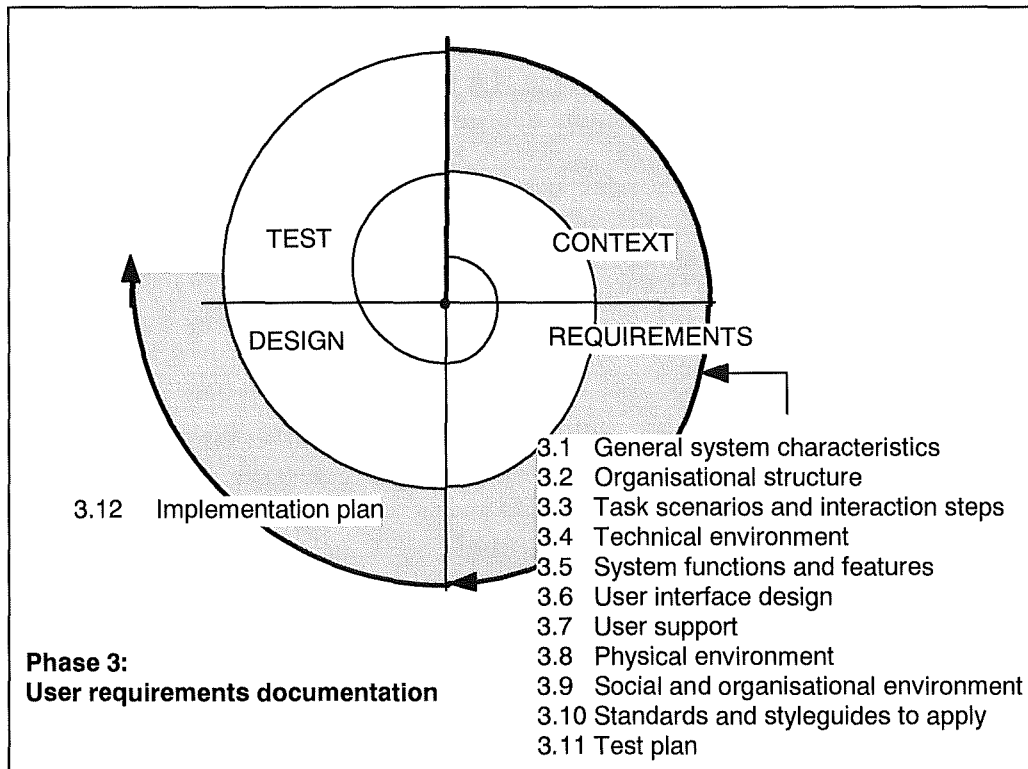 TEST
CONTEXT
DESIGN
REQUIREMENTS
3.1 General system characteristics
3.2 Organisational structure
3.3 Task scenarios and interaction steps
3.4 Technical environment
3.5 System functions and features
3.6 User interface design
3.7 User support
3.8 Physical environment
3.9 Social and organisational environment
3.10 Standards and styleguides to apply
3.11 Test plan
3.12 Implementation plan
Phase 3:
User requirements documentation